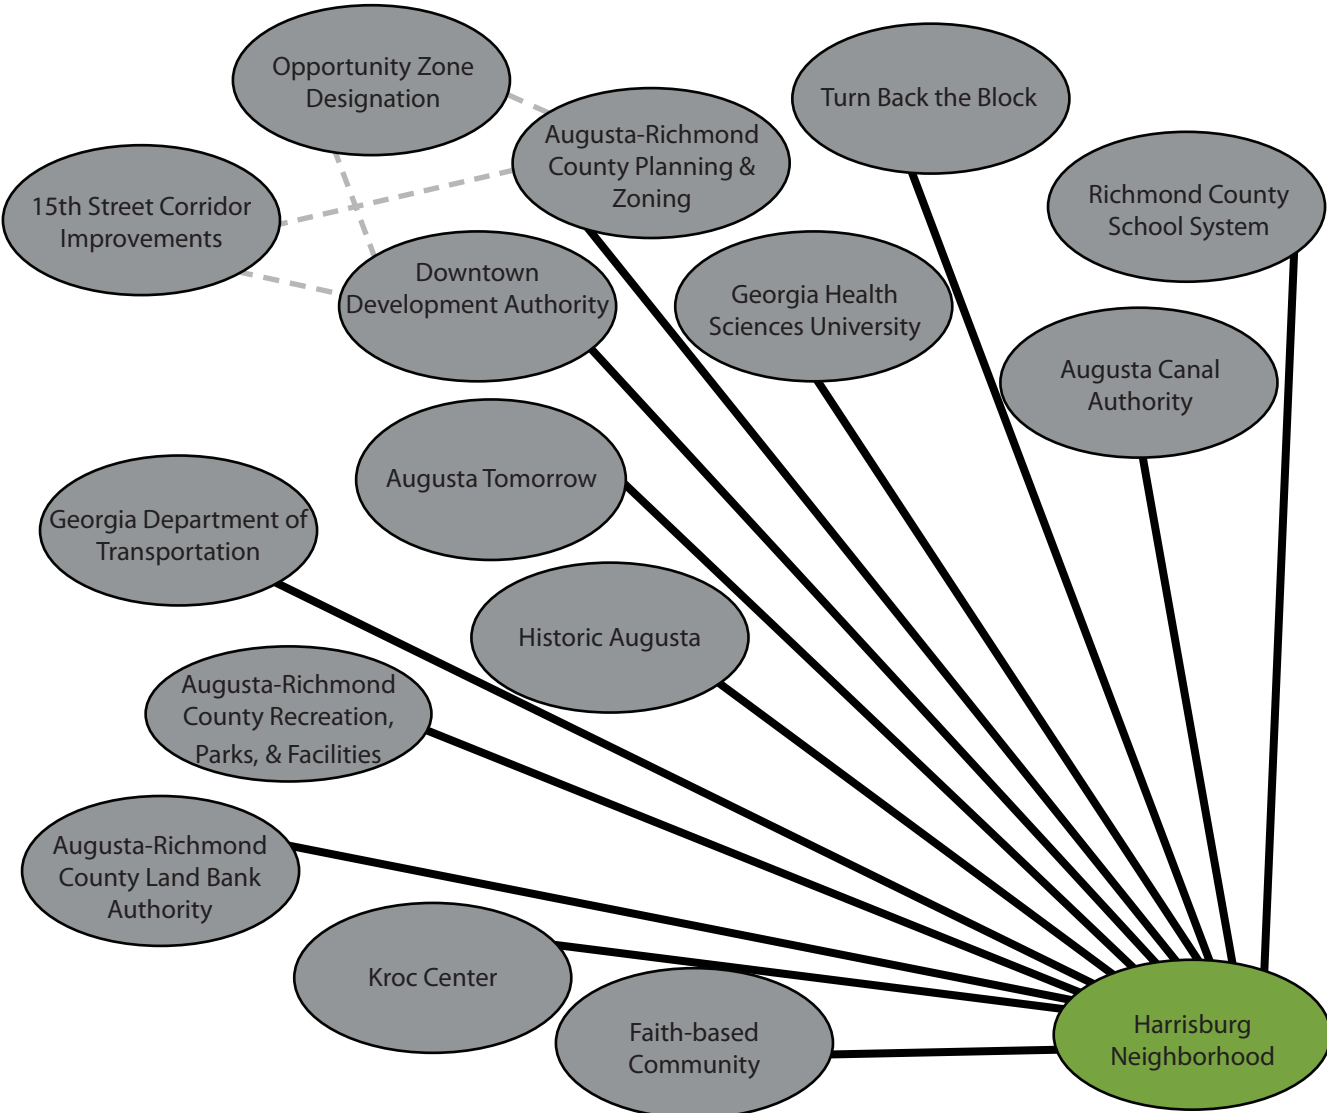 Opportunity Zone
Designation
Turn Back the Block
Augusta-Richmond
County Planning &
Zoning
15th Street Corridor
Improvements
Richmond County
School System
Downtown
Development Authority
Georgia Health
Sciences University
Augusta Canal
Authority
Augusta Tomorrow
Georgia Department of
Transportation
Historic Augusta
Augusta-Richmond
County Recreation,
Parks, & Facilities
Augusta-Richmond
County Land Bank
Authority
Kroc Center
Faith-based
Community
Harrisburg
Neighborhood